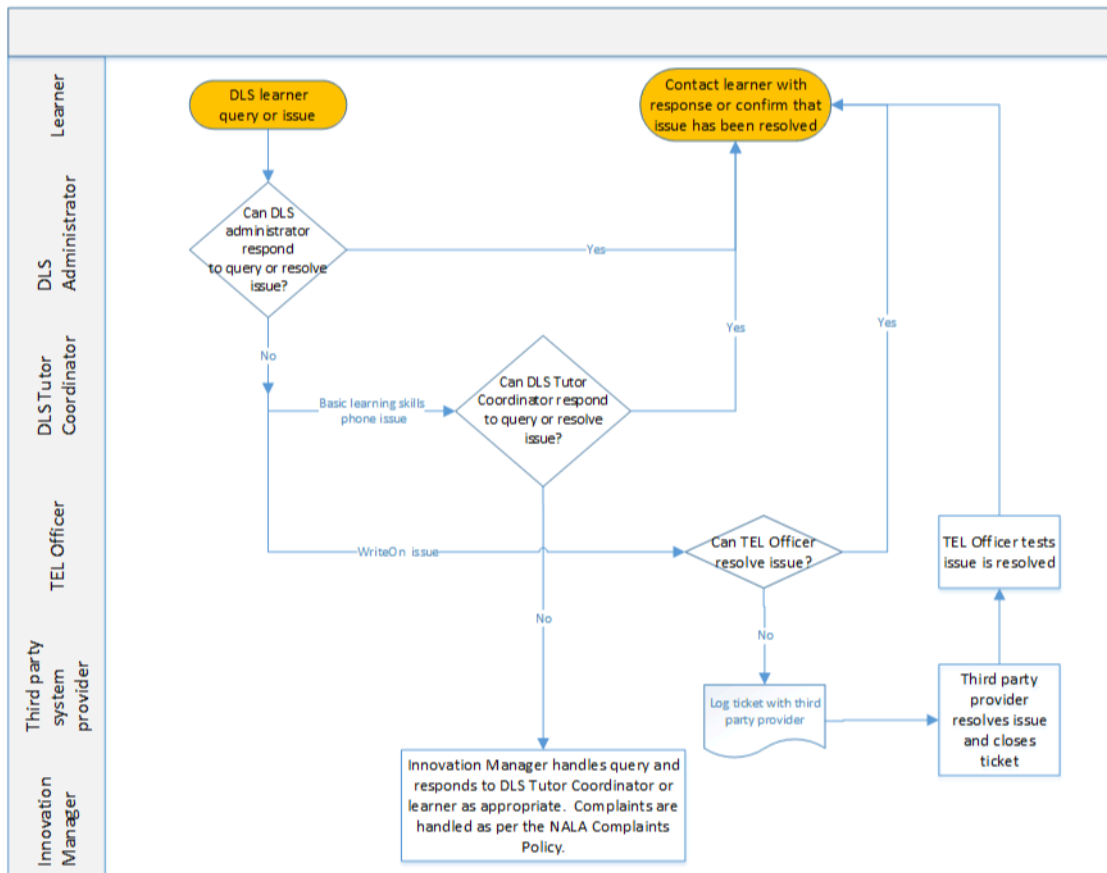 Learner
DLS learner
query or issue
Contact learner with
response or confirm that
issue has been resolved
DLS
Administrator
Can DLS
administrator
respond
to query or resolve
issue?
Yes
No
DLS Tutor
Coordinator
Basic learning skills
phone issue
Can DLS Tutor
Coordinator respond
to query or resolve
issue?
Yes
Yes
TEL Officer
WriteOn issue
Can TEL Officer
resolve issue?
TEL Officer tests
issue is resolved
No
No
Third party
system
provider
Log ticket with third
party provider
Third party
provider
resolves issue
and closes
ticket
Innovation
Manager
Innovation Manager handles query and
responds to DLS Tutor Coordinator or
learner as appropriate. Complaints are
handled as per the NALA Complaints
Policy.